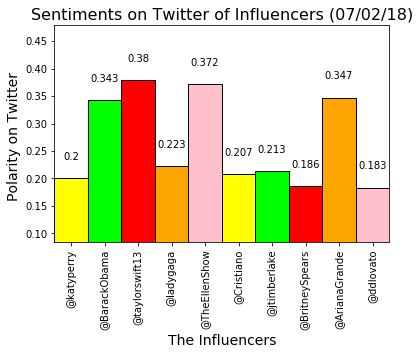 Sentiments on Twitter of Influencers (07/02/18)
Polarity on Twitter
0.45
0.40
0.35
0.30
0.25
0.20
0.15
0.10
0.2
0.343
0.38
0.223
0.372
0.207
0.213
0.186
0.347
0.183
@katyperry
@BarackObama
@taylorswift13
@ladygaga
@TheEllenShow
@Cristiano
@jtimberlake
@BritneySpears
@ArianaGrande
@ddlovato
The Influencers